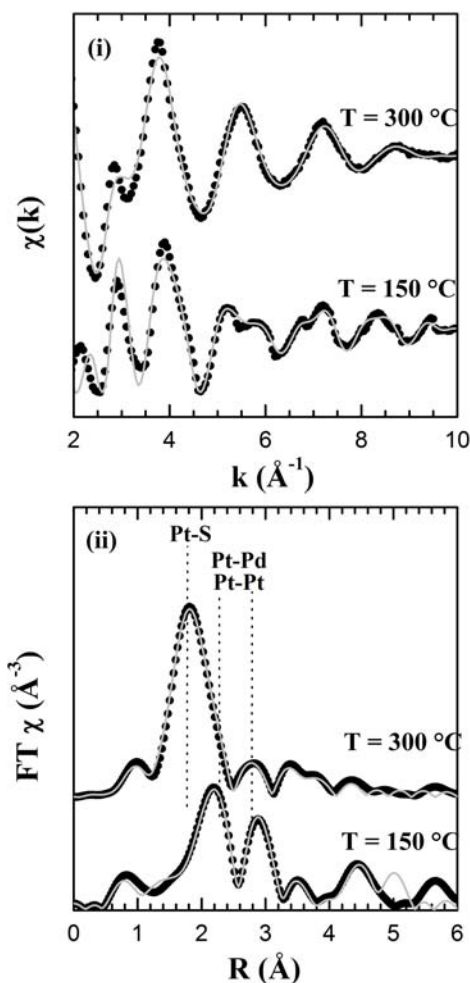 (i)
T = 300 °C
χ(k)
T = 150 °C
2 4 6 8 10
k (Å⁻¹)
(ii)
Pt-S
Pt-Pd
Pt-Pt
FT χ (Å⁻³)
T = 300 °C
T = 150 °C
0 1 2 3 4 5 6
R (Å)